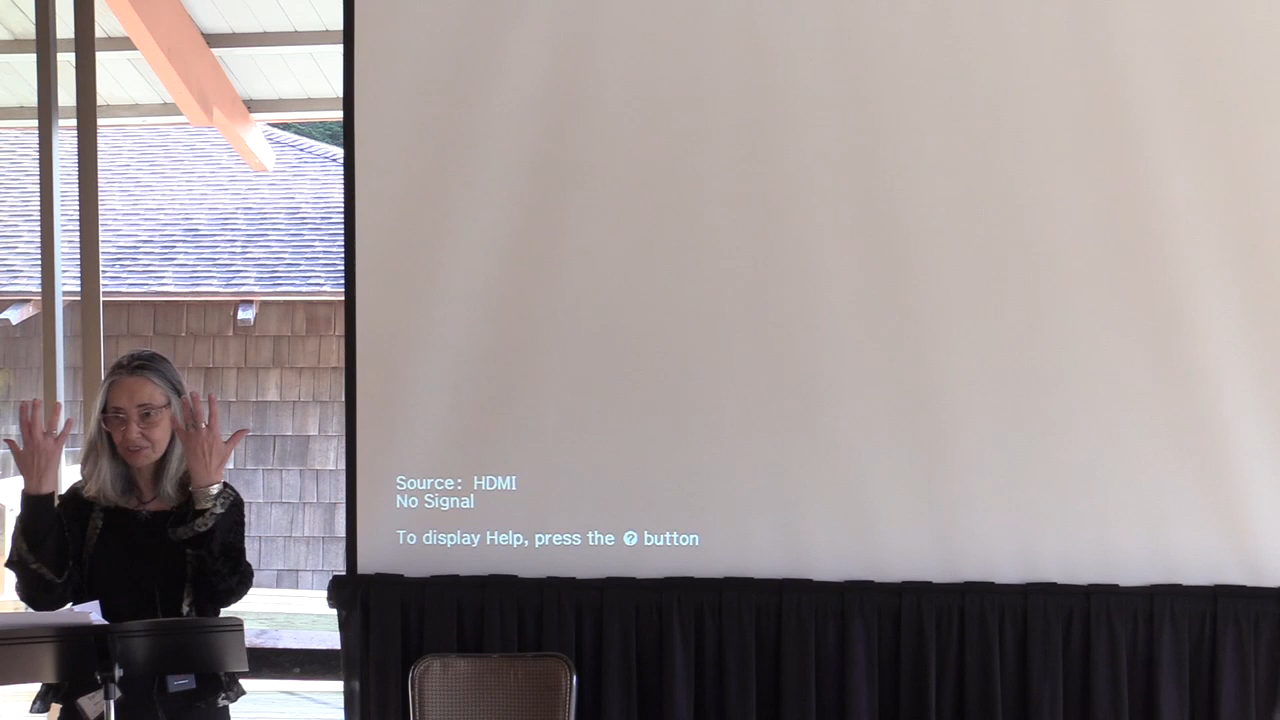 Source: HDMI
No Signal
To display Help, press the ? button